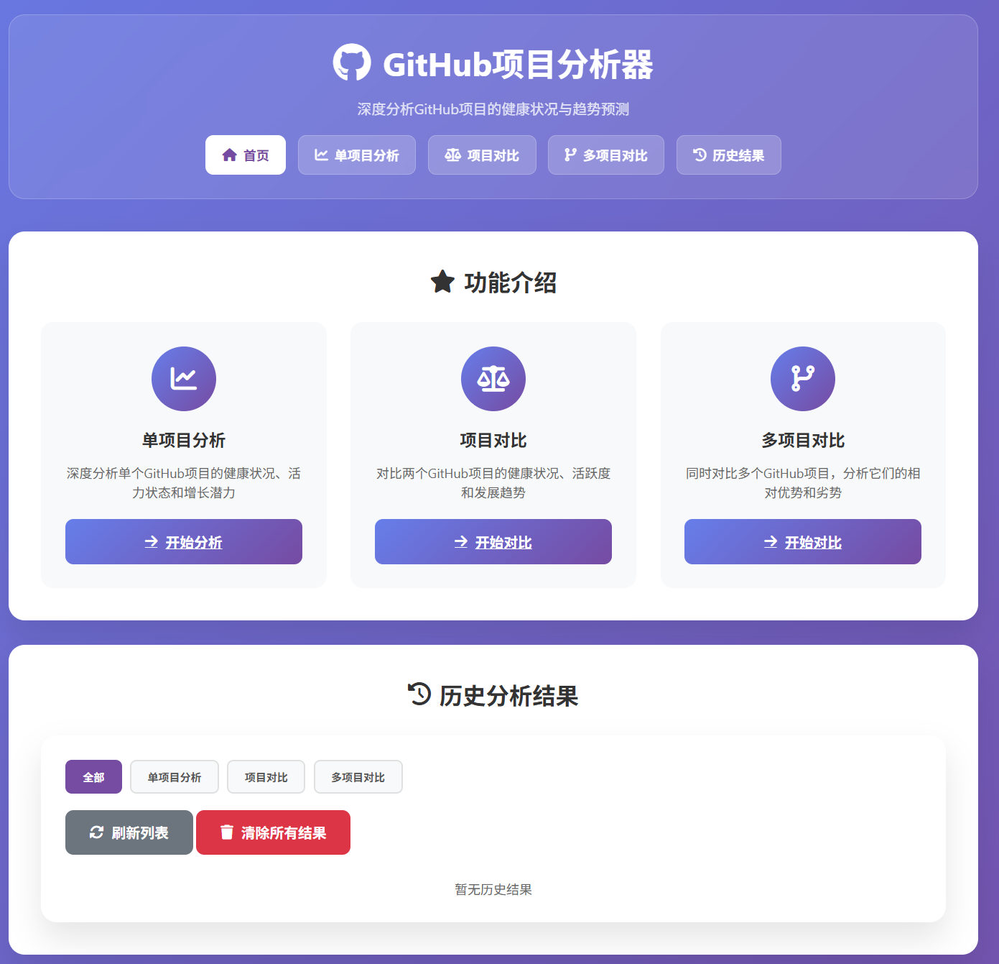 GitHub项目分析器
深度分析GitHub项目的健康状况与趋势预测
首页
单项目分析
项目对比
多项目对比
历史结果
功能介绍
单项目分析
深度分析单个GitHub项目的健康状况、活
力状态和增长潜力
开始分析
项目对比
对比两个GitHub项目的健康状况、活跃度
和发展趋势
开始对比
多项目对比
同时对比多个GitHub项目，分析它们的相
对优势和劣势
开始对比
历史分析结果
全部
单项目分析
项目对比
多项目对比
刷新列表
清除所有结果
暂无历史结果